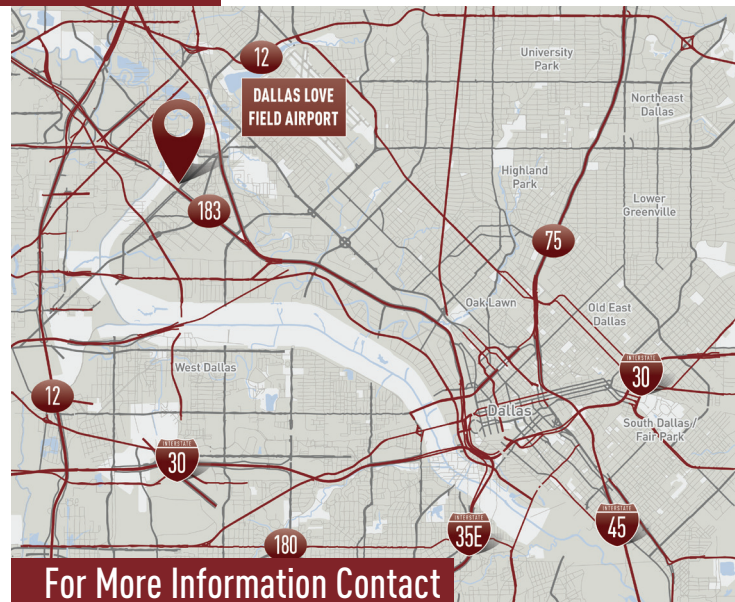 12
DALLAS LOVE
FIELD AIRPORT
University
Park
Northeast
Dallas
Highland
Park
Lower
Greenville
183
75
Oak Lawn
Old East
Dallas
West Dallas
INTERSTATE
30
12
Dallas
South Dallas/
Fair Park
INTERSTATE
30
INTERSTATE
35E
INTERSTATE
45
180
For More Information Contact